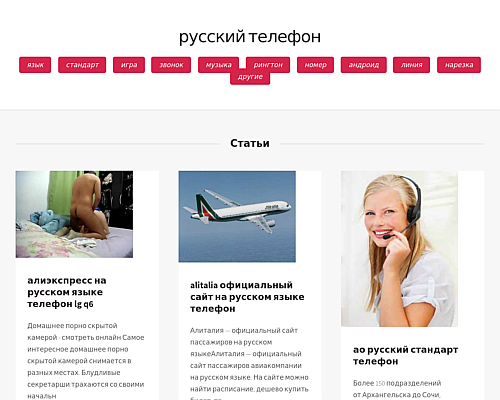 русский телефон
язык стандарт игра звонок музыка рингтон номер андроид линия нарезка
другие
Статьи
алиэкспресс на
русском языке
телефон lg q6
Домашнее порно скрытой
камерой · смотреть онлайн Самое
интересное домашнее порно
скрытой камерой снимается в
разных местах. Блудливые
секретарши трахаются со своими
начальн
Alitalia
alitalia официальный
сайт на русском языке
телефон
Алиталия — официальный сайт
пассажиров на русском
языкеАлиталия — официальный
сайт пассажиров авиакомпании
на русском языке. На сайте можно
найти расписание, дешево купить
ао русский стандарт
телефон
Более 150 подразделений
от Архангельска до Сочи,